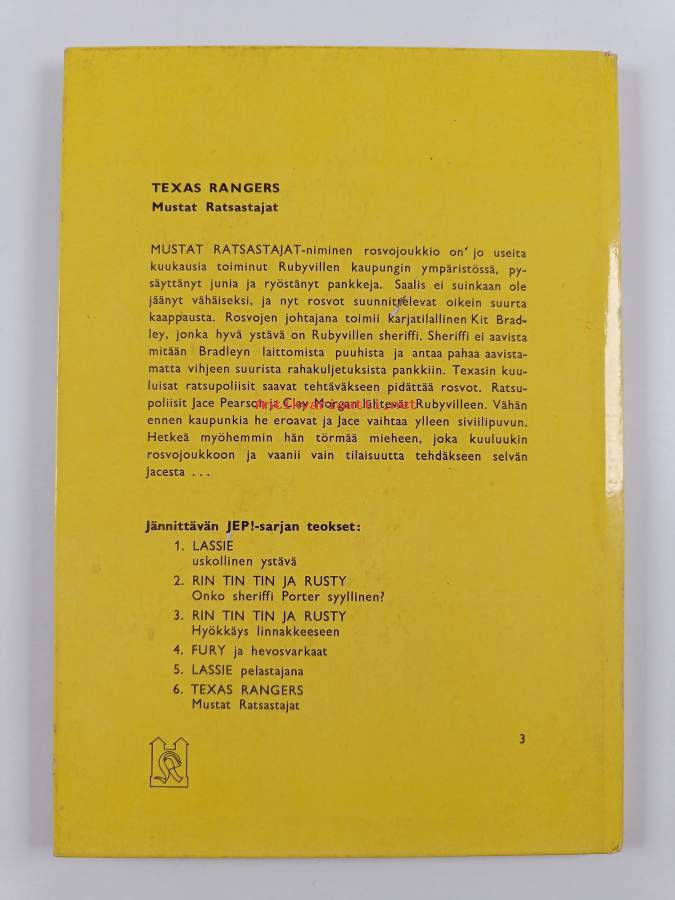 TEXAS RANGERS
Mustat Ratsastajat
MUSTAT RATSASTAJAT-niminen rosvojoukkio on jo useita
kuukausia toiminut Rubyvillen kaupungin ympäristössä, py-
säyttänyt junia ja ryöstänyt pankkeja. Saalis ei suinkaan ole
jäänyt vähäiseksi, ja nyt rosvot suunnittelevat oikein suurta
kaappausta. Rosvojen johtajana toimii karjatilallinen Kit Brad-
ley, jonka hyvä ystävä on Rubyvillen sheriffi. Sheriffi ei aavista
mitään Bradleyn laittomista puuhista ja antaa pahaa aavista-
matta vihjeen suurista rahakuljetuksista pankkiin. Texasin kuu-
luisat ratsupoliisit saavat tehtäväkseen pidättää rosvot. Ratsu-
poliisit Jace Pearson ja Clay Morgan lähtevät Rubyvilleen. Vähän
ennen kaupunkia he eroavat ja Jace vaihtaa ylleen siviilipuvun.
Hetkeä myöhemmin hän törmää mieheen, joka kuuluukin
rosvojoukkoon ja vaanii vain tilaisuutta tehdäkseen selvän
Jacesta ...
Jännittävän JEP!-sarjan teokset:
1. LASSIE
uskollinen ystävä
2. RIN TIN TIN JA RUSTY
Onko sheriffi Porter syyllinen?
3. RIN TIN TIN JA RUSTY
Hyökkäys linnakkeeseen
4. FURY ja hevosvarkaat
5. LASSIE pelastajana
6. TEXAS RANGERS
Mustat Ratsastajat
3
K